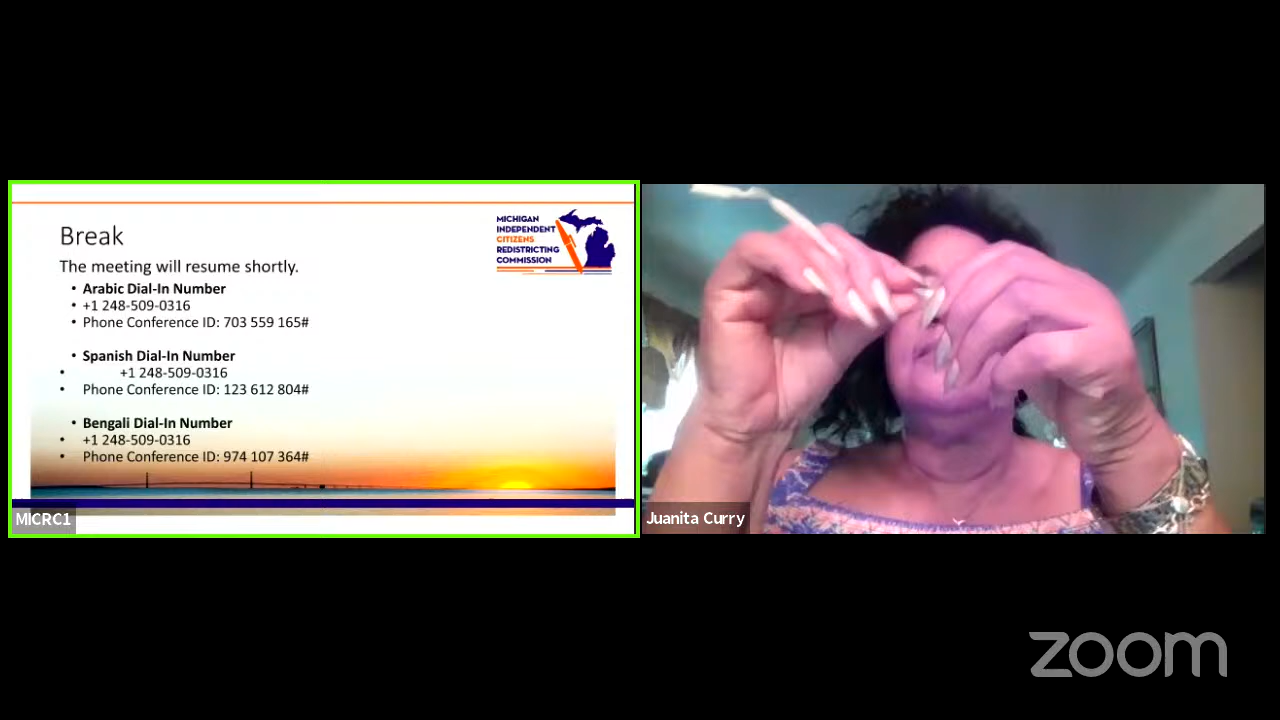 Break
The meeting will resume shortly.
• Arabic Dial-In Number
• +1 248-509-0316
• Phone Conference ID: 703 559 165#
• Spanish Dial-In Number
• +1 248-509-0316
• Phone Conference ID: 123 612 804#
• Bengali Dial-In Number
• +1 248-509-0316
• Phone Conference ID: 974 107 364#
MICHIGAN
INDEPENDENT
CITIZENS
REDISTRICTING
COMMISSION
MICRC1
Juanita Curry
zoom